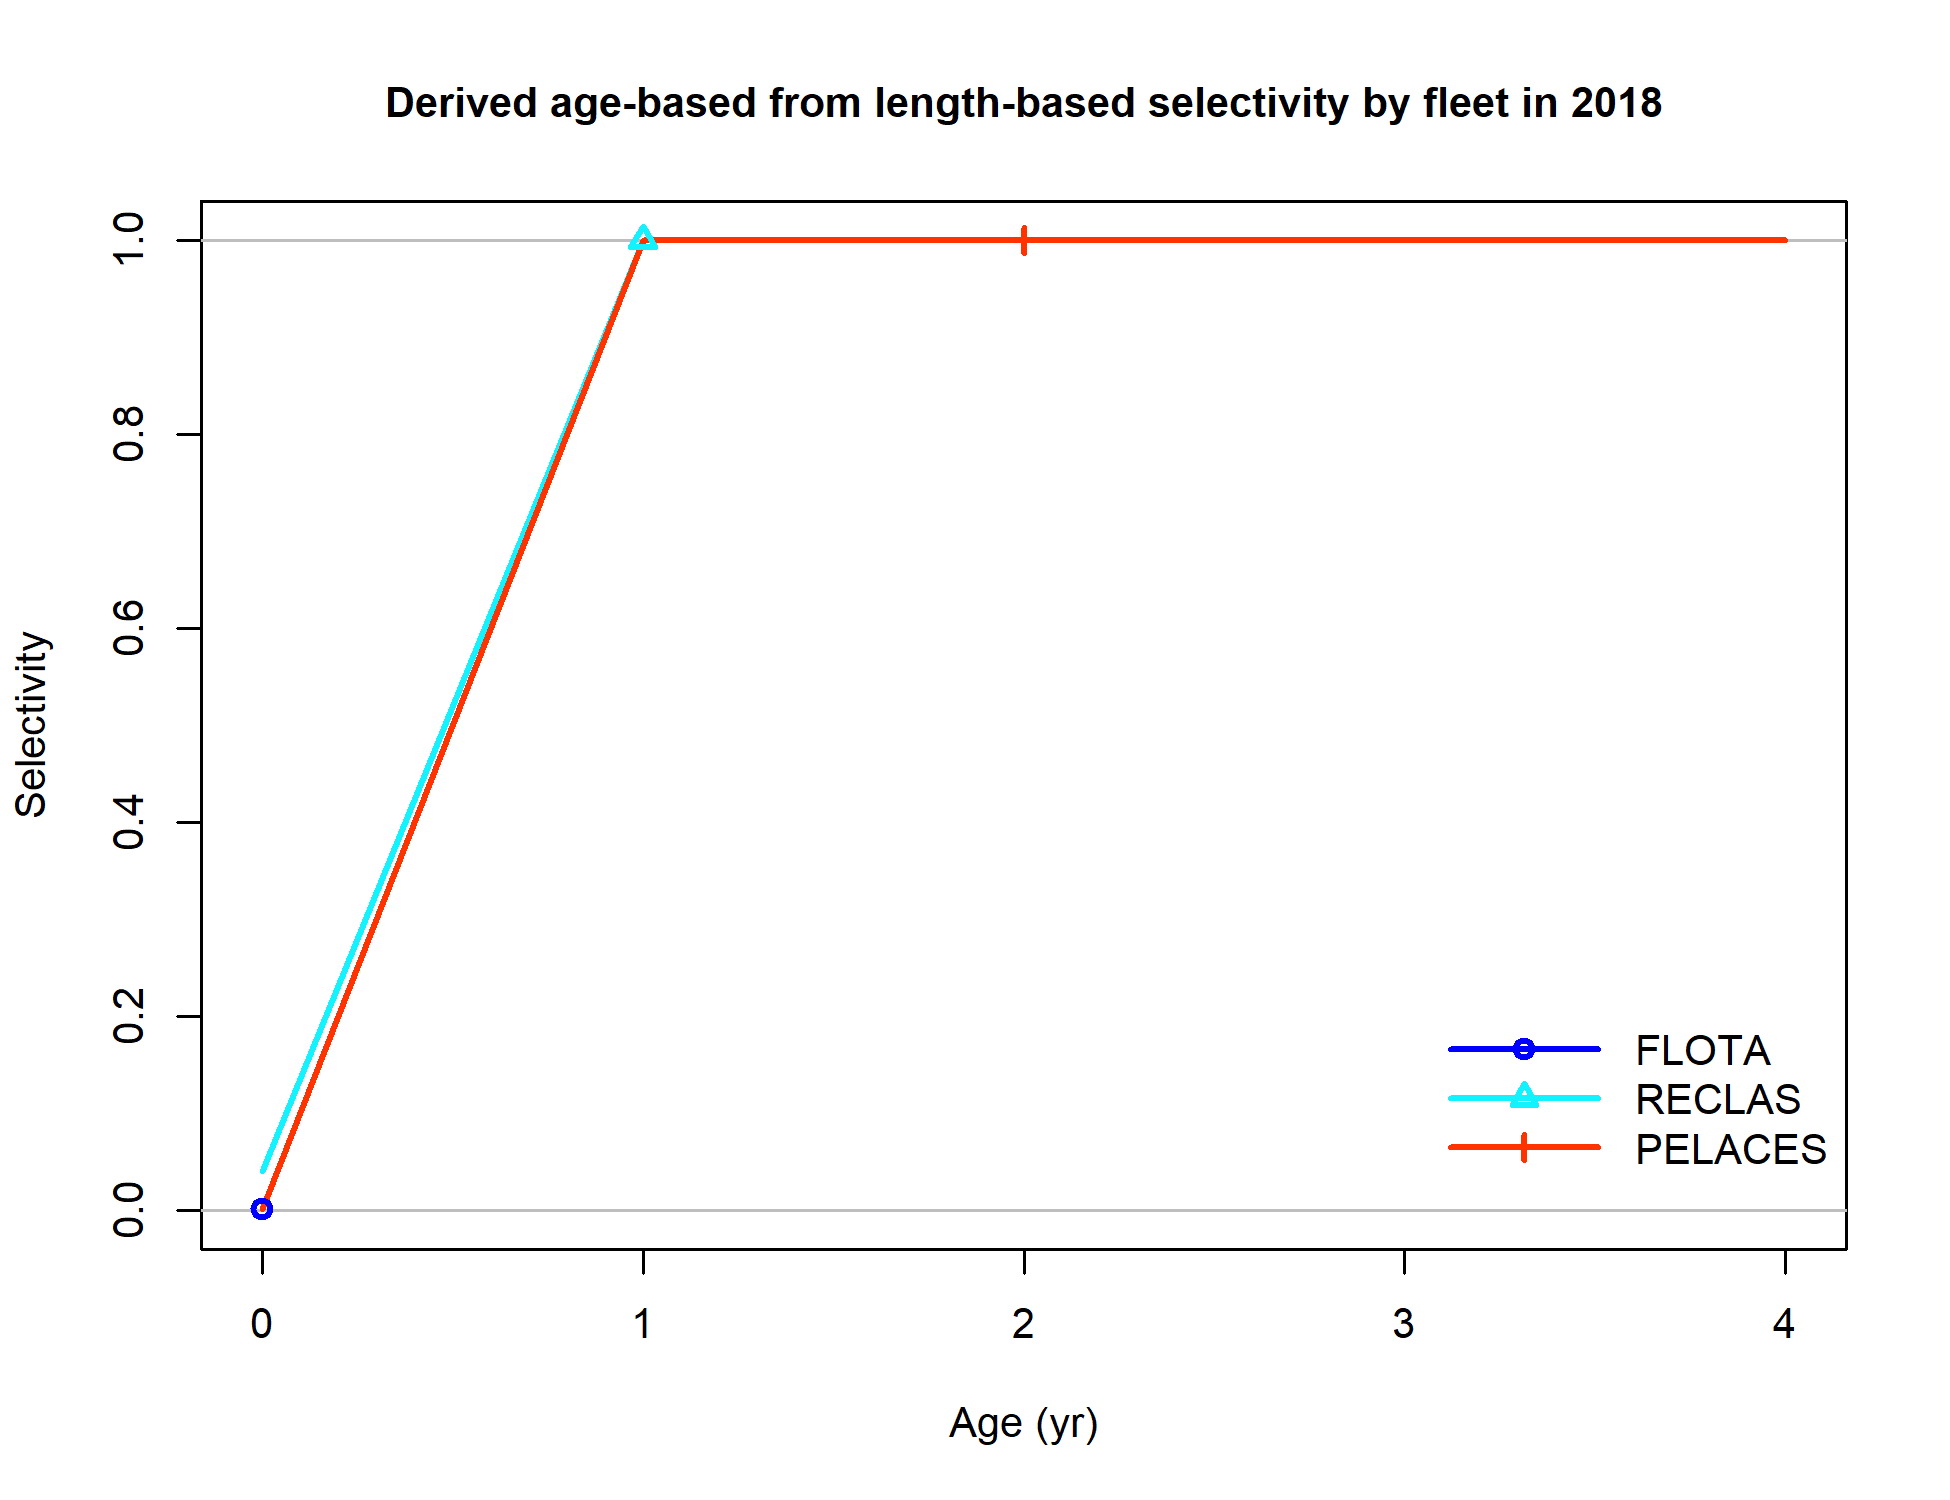 Derived age-based from length-based selectivity by fleet in 2018
Selectivity
1.0
0.8
0.6
0.4
0.2
0.0
FLOTA
RECLAS
PELACES
0 1 2 3 4
Age (yr)